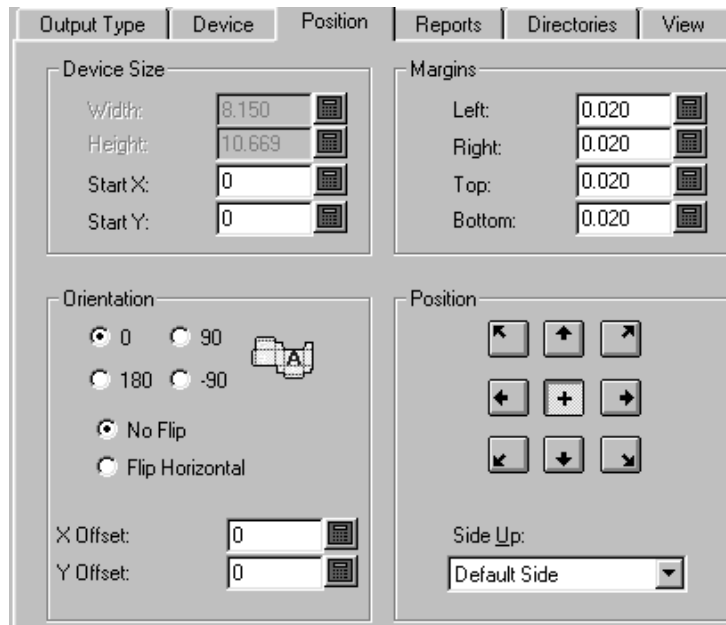 Output Type Device Position Reports Directories View
Device Size
Width: 8.150
Height: 10.669
Start X: 0
Start Y: 0
Margins
Left: 0.020
Right: 0.020
Top: 0.020
Bottom: 0.020
Orientation
0 90
A
180 -90
No Flip
Flip Horizontal
X Offset: 0
Y Offset: 0
Position
Side Up:
Default Side